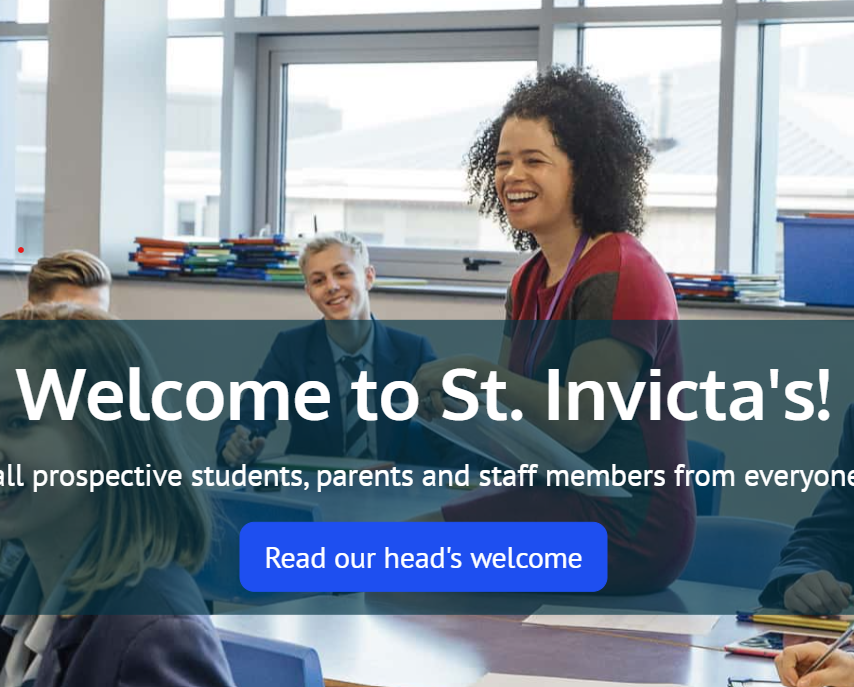 Welcome to St. Invicta's!
all prospective students, parents and staff members from everyone
Read our head's welcome